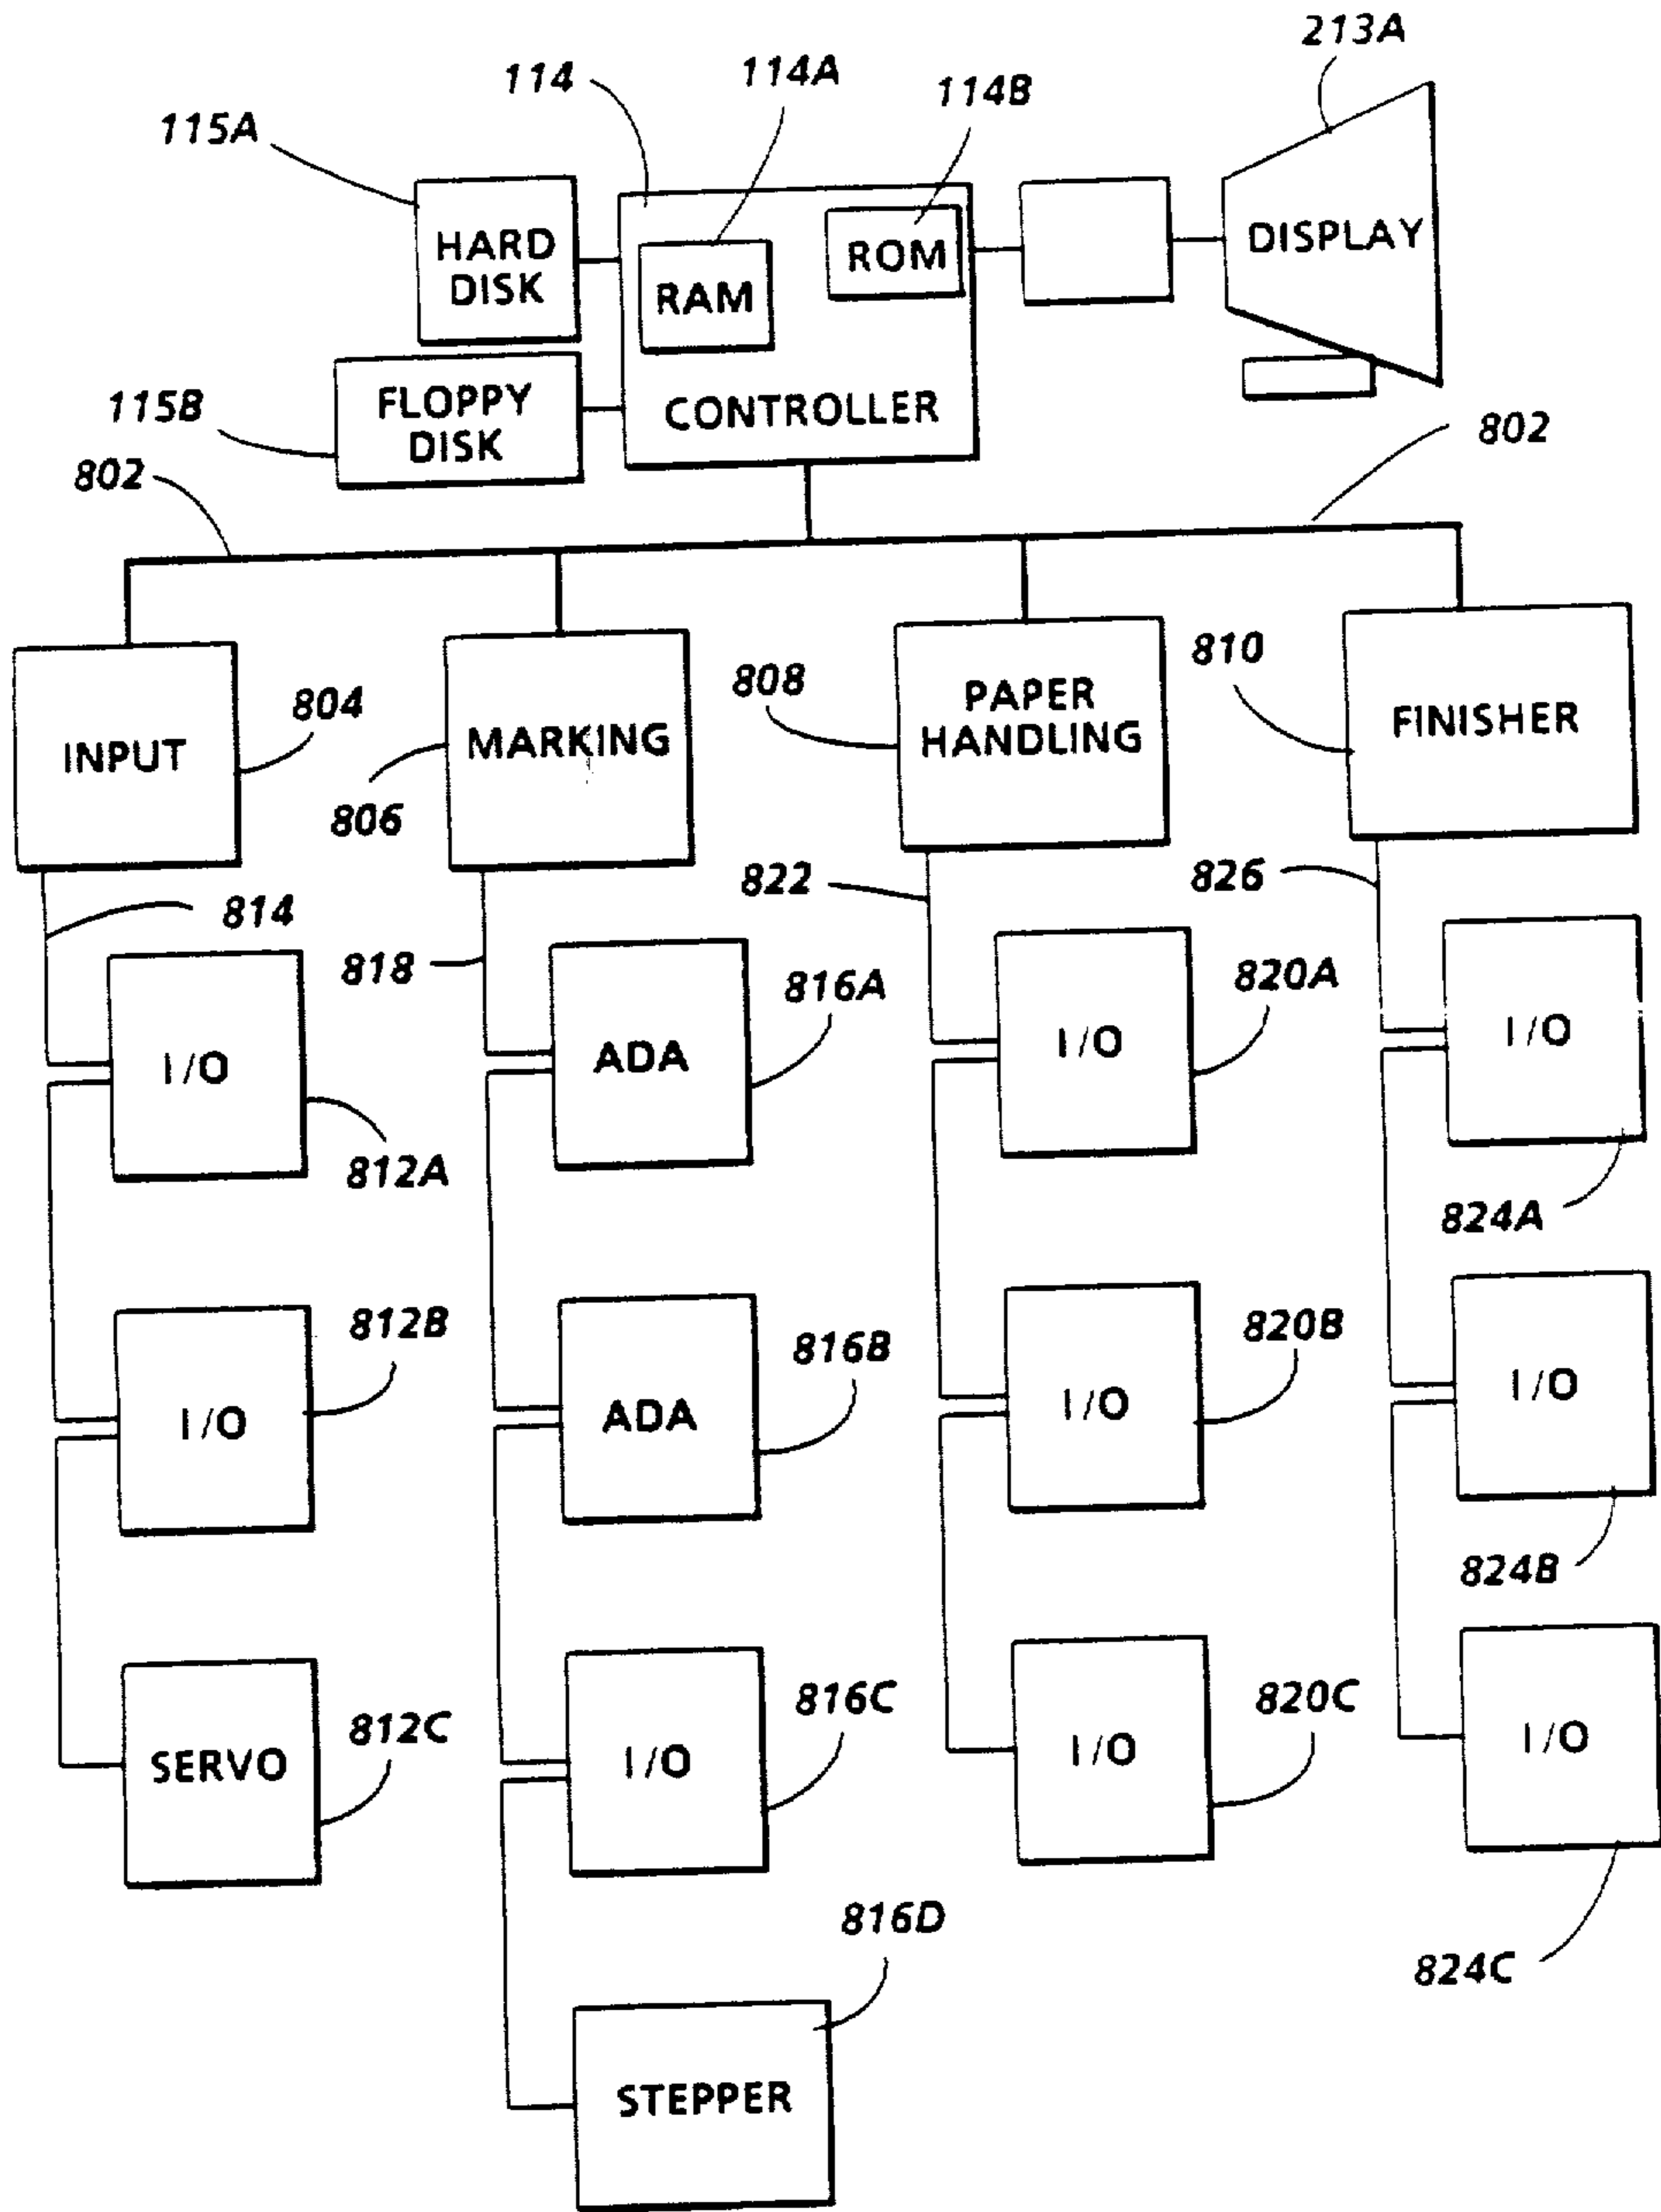 213A
114
114A
114B
115A
HARD
DISK
RAM
ROM
DISPLAY
115B
FLOPPY
DISK
CONTROLLER
802
802
INPUT
804
MARKING
806
808
PAPER
HANDLING
810
FINISHER
814
818
822
826
I/O
812A
ADA
816A
I/O
820A
I/O
824A
I/O
812B
ADA
816B
I/O
820B
I/O
824B
SERVO
812C
I/O
816C
I/O
820C
I/O
824C
816D
STEPPER